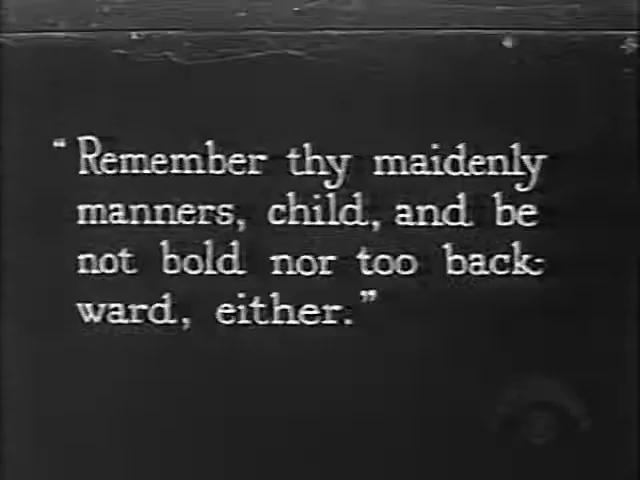 "Remember thy maidenly
manners, child, and be
not bold nor too back-
ward, either."